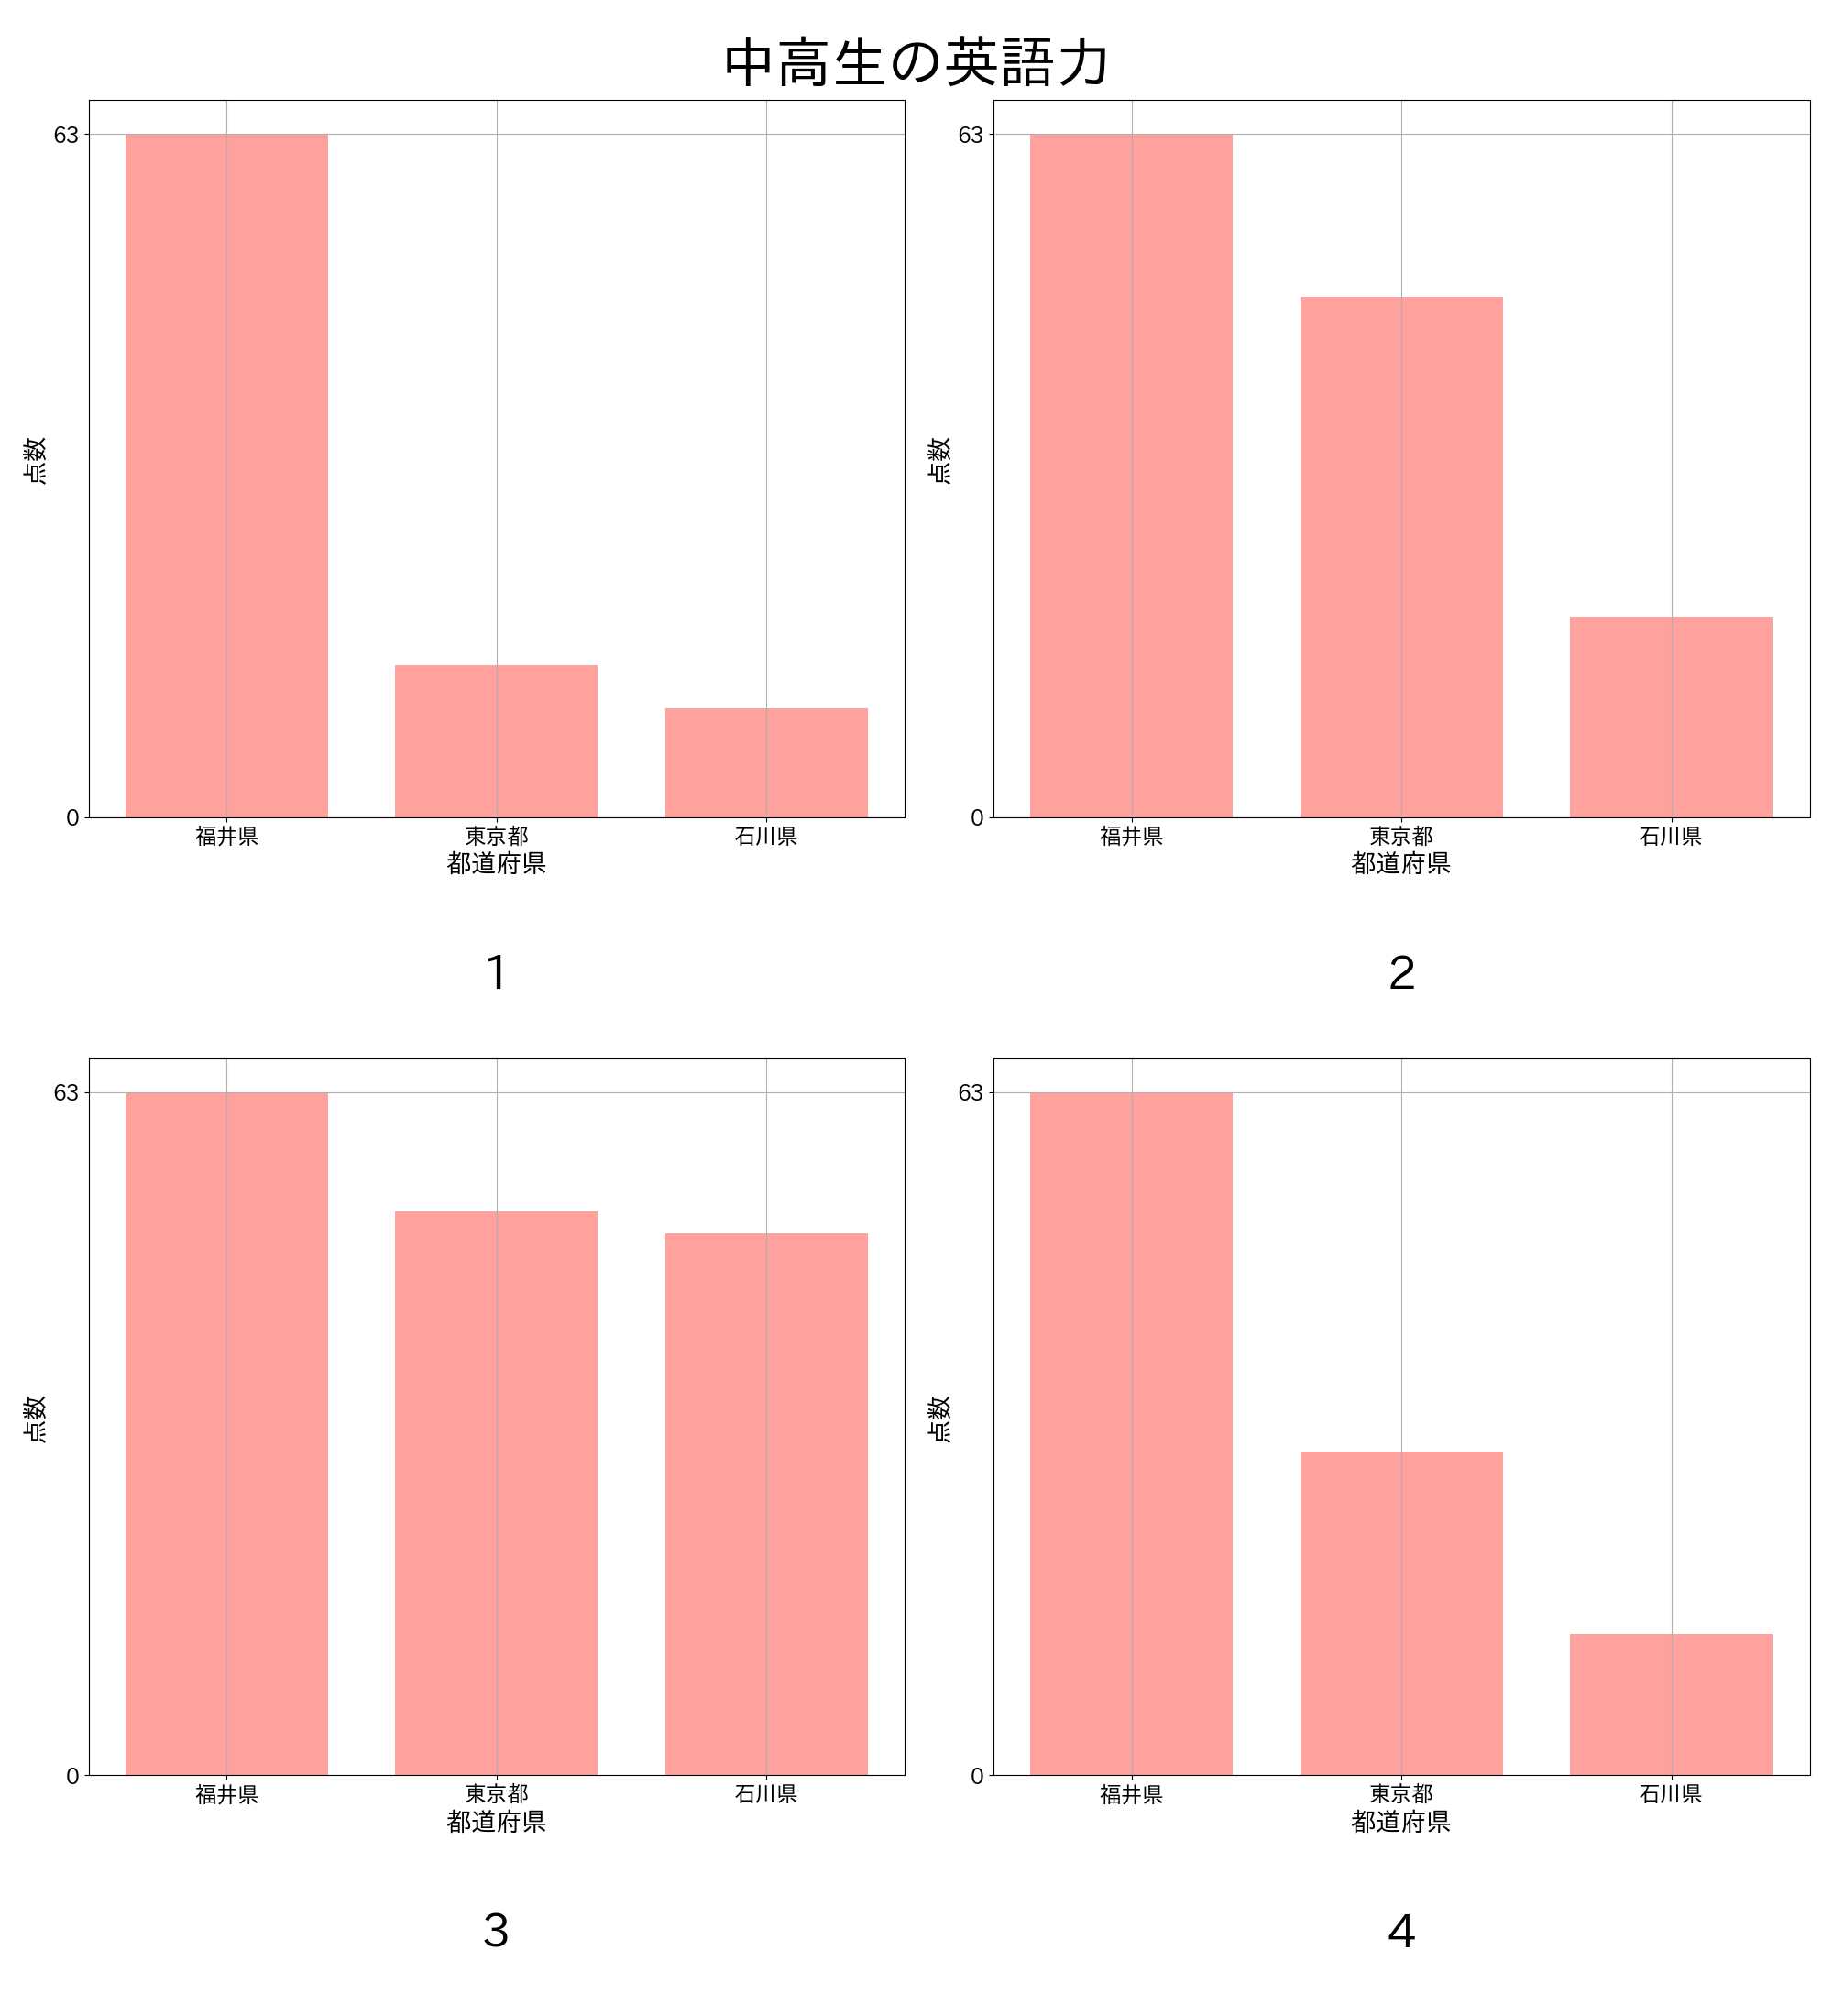 中高生の英語力
63
0
点数
福井県 東京都 石川県
都道府県
1
63
0
点数
福井県 東京都 石川県
都道府県
2
63
0
点数
福井県 東京都 石川県
都道府県
3
63
0
点数
福井県 東京都 石川県
都道府県
4